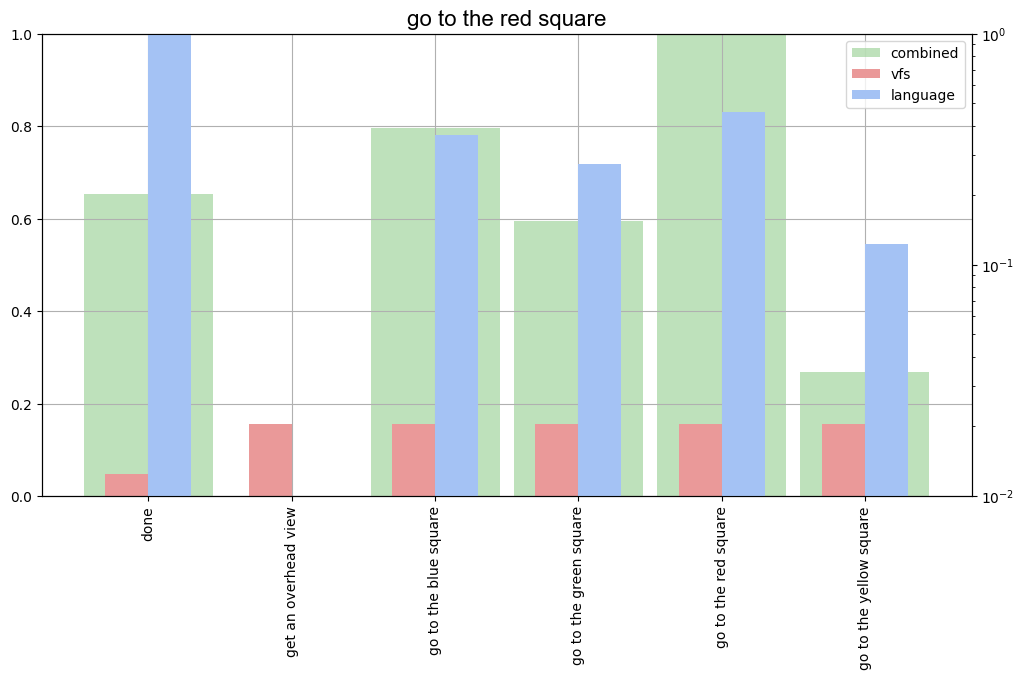 go to the red square
1.0
0.8
0.6
0.4
0.2
0.0
10⁰
10⁻¹
10⁻²
combined
vfs
language
done
get an overhead view
go to the blue square
go to the green square
go to the red square
go to the yellow square